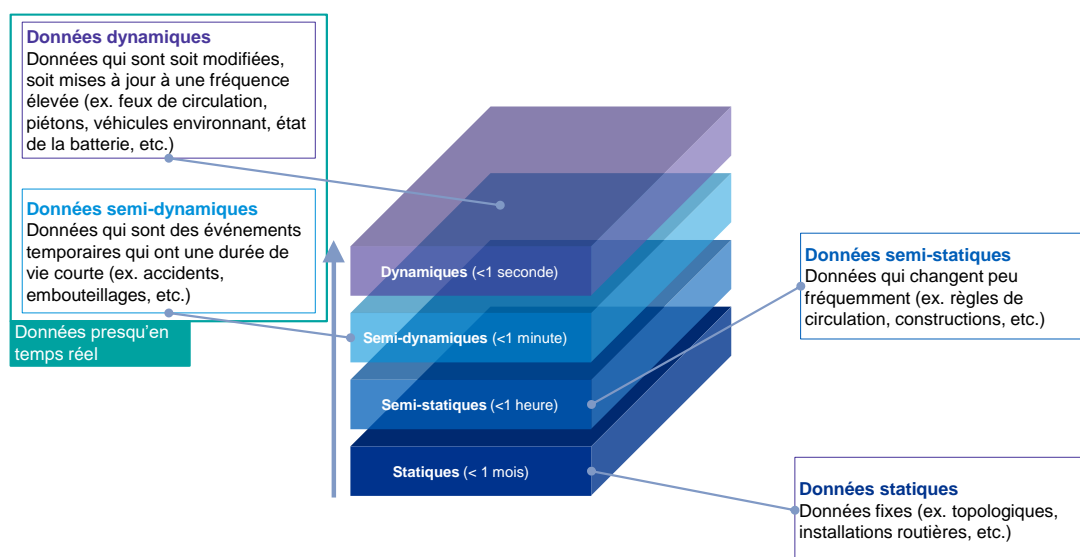 Données dynamiques
Données qui sont soit modifiées,
soit mises à jour à une fréquence
élevée (ex. feux de circulation,
piétons, véhicules environnant, état
de la batterie, etc.)
Données semi-dynamiques
Données qui sont des événements
temporaires qui ont une durée de
vie courte (ex. accidents,
embouteillages, etc.)
Données presqu'en
temps réel
Dynamiques (<1 seconde)
Semi-dynamiques (<1 minute)
Semi-statiques (<1 heure)
Statiques (< 1 mois)
Données semi-statiques
Données qui changent peu
fréquemment (ex. règles de
circulation, constructions, etc.)
Données statiques
Données fixes (ex. topologiques,
installations routières, etc.)